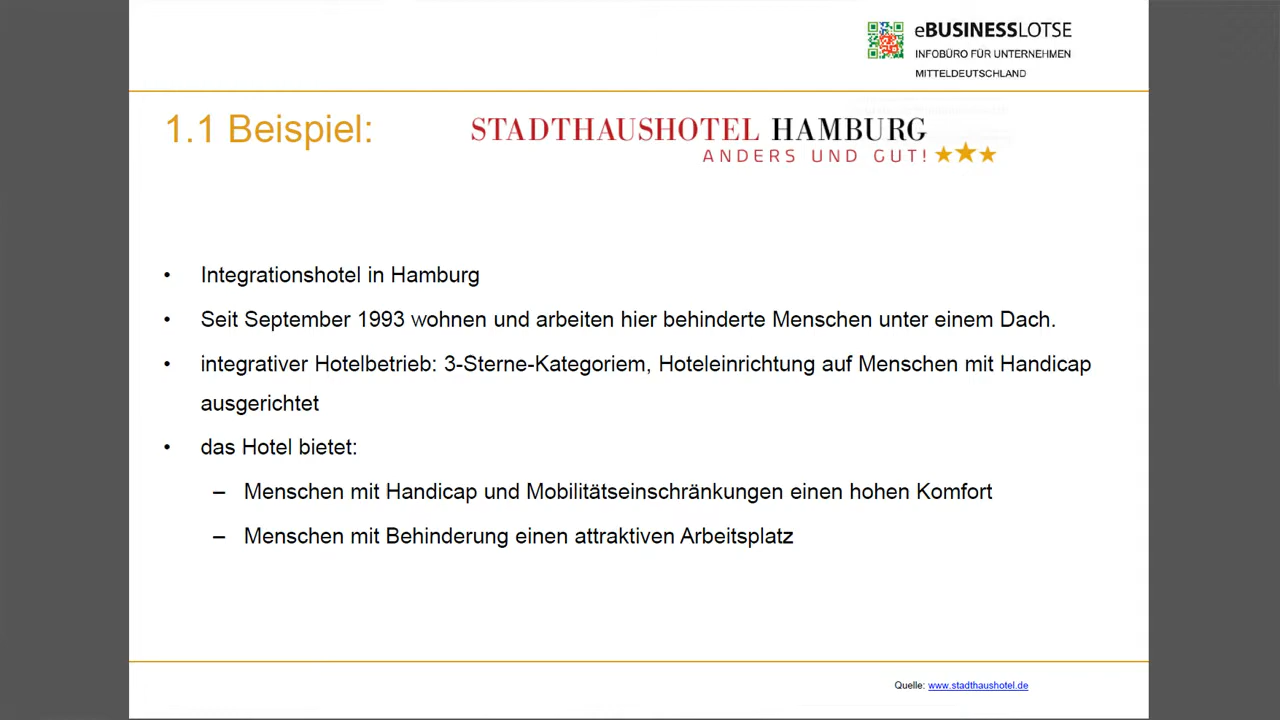 eBUSINESSLOTSE
INFOBÜRO FÜR UNTERNEHMEN
MITTELDEUTSCHLAND
1.1 Beispiel:
STADTHAUSHOTEL HAMBURG
ANDERS UND GUT!
• Integrationshotel in Hamburg
• Seit September 1993 wohnen und arbeiten hier behinderte Menschen unter einem Dach.
• integrativer Hotelbetrieb: 3-Sterne-Kategoriem, Hoteleinrichtung auf Menschen mit Handicap
ausgerichtet
• das Hotel bietet:
– Menschen mit Handicap und Mobilitätseinschränkungen einen hohen Komfort
– Menschen mit Behinderung einen attraktiven Arbeitsplatz
Quelle: www.stadthaushotel.de